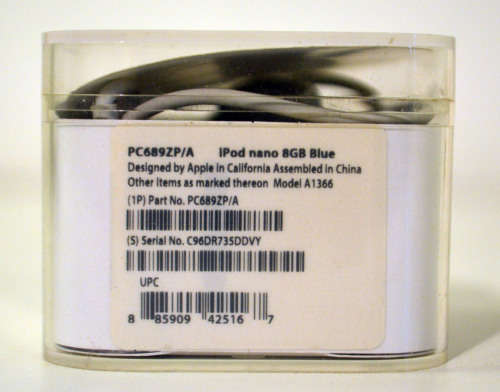 PC689ZP/A iPod nano 8GB Blue
Designed by Apple in California Assembled in China
Other items as marked thereon Model A1366
(1P) Part No. PC689ZP/A
(S) Serial No. C96DR735DDVY
UPC
8 85909 42516 7